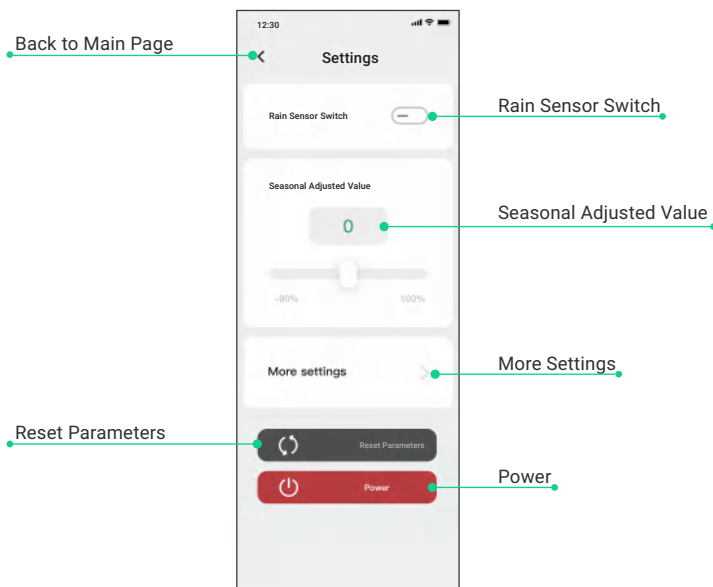 12:30
Back to Main Page
Settings
Rain Sensor Switch
Rain Sensor Switch
Seasonal Adjusted Value
0
Seasonal Adjusted Value
-90%
100%
More settings
More Settings
Reset Parameters
Reset Parameters
Power
Power